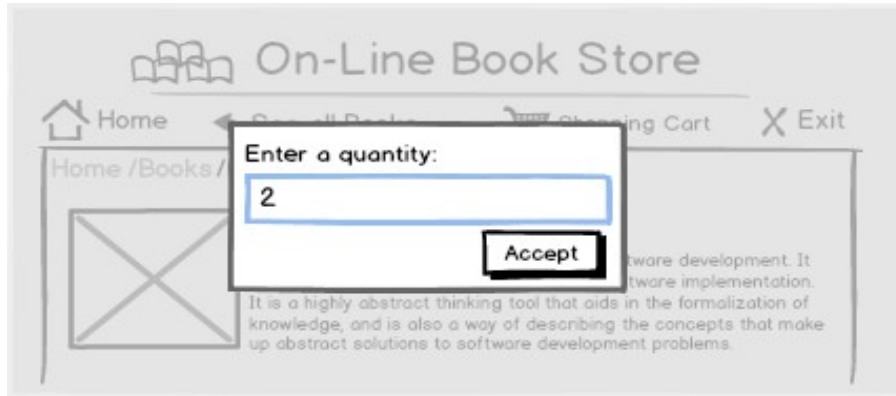 On-Line Book Store
Home Shopping Cart Exit
Home /Books/
Enter a quantity:
2
Accept
software development. It
software implementation.
It is a highly abstract thinking tool that aids in the formalization of
knowledge, and is also a way of describing the concepts that make
up abstract solutions to software development problems.